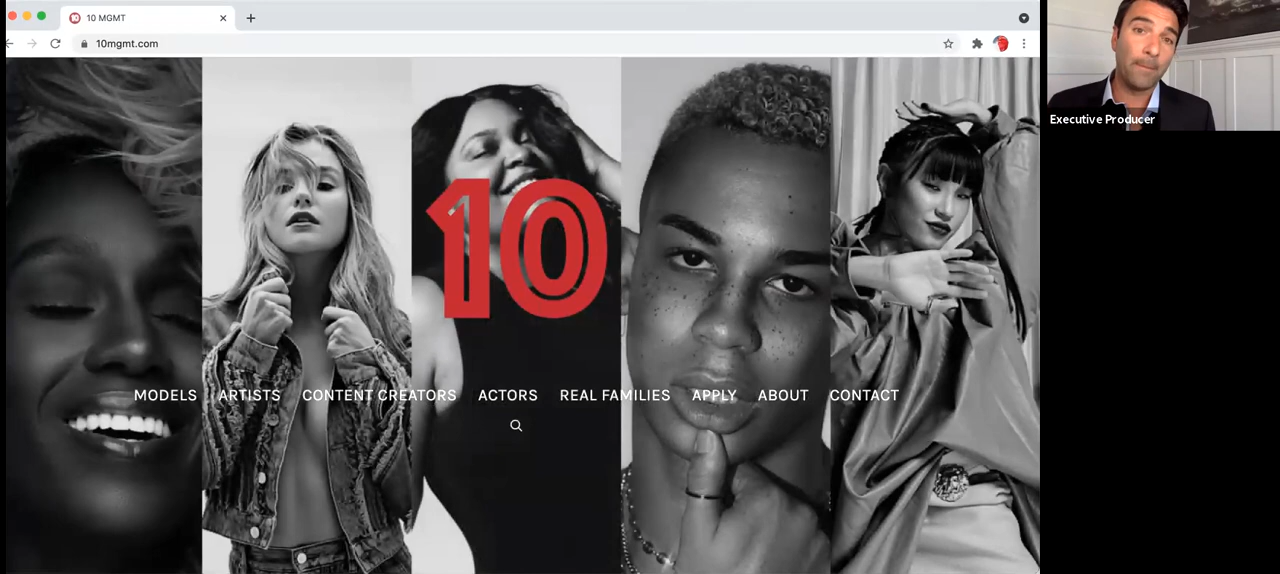 10 MGMT
10mgmt.com
Executive Producer
10
MODELS ARTISTS CONTENT CREATORS ACTORS REAL FAMILIES APPLY ABOUT CONTACT